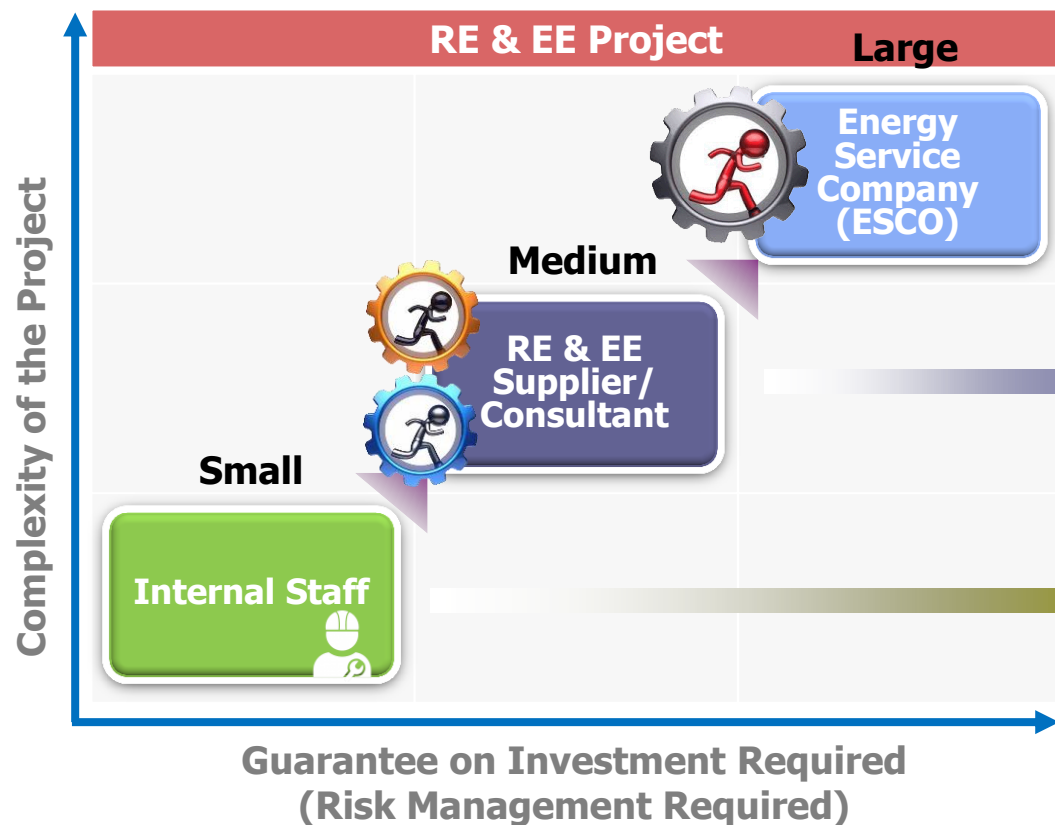 RE & EE Project
Large
Energy
Service
Company
(ESCO)
Medium
RE & EE
Supplier/
Consultant
Small
Internal Staff
Complexity of the Project
Guarantee on Investment Required
(Risk Management Required)